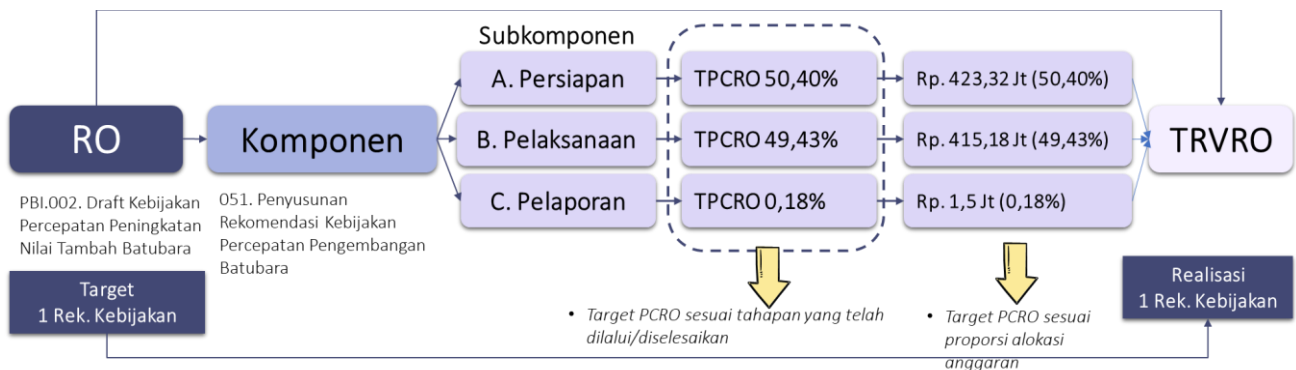 Subkomponen
RO
Komponen
A. Persiapan
TPCRO 50,40%
Rp. 423,32 Jt (50,40%)
B. Pelaksanaan
TPCRO 49,43%
Rp. 415,18 Jt (49,43%)
C. Pelaporan
TPCRO 0,18%
Rp. 1,5 Jt (0,18%)
TRVRO
PBI.002. Draft Kebijakan
Percepatan Peningkatan
Nilai Tambah Batubara
051. Penyusunan
Rekomendasi Kebijakan
Percepatan Pengembangan
Batubara
Target
1 Rek. Kebijakan
• Target PCRO sesuai tahapan yang telah
dilalui/diselesaikan
• Target PCRO sesuai
proporsi alokasi
anggaran
Realisasi
1 Rek. Kebijakan